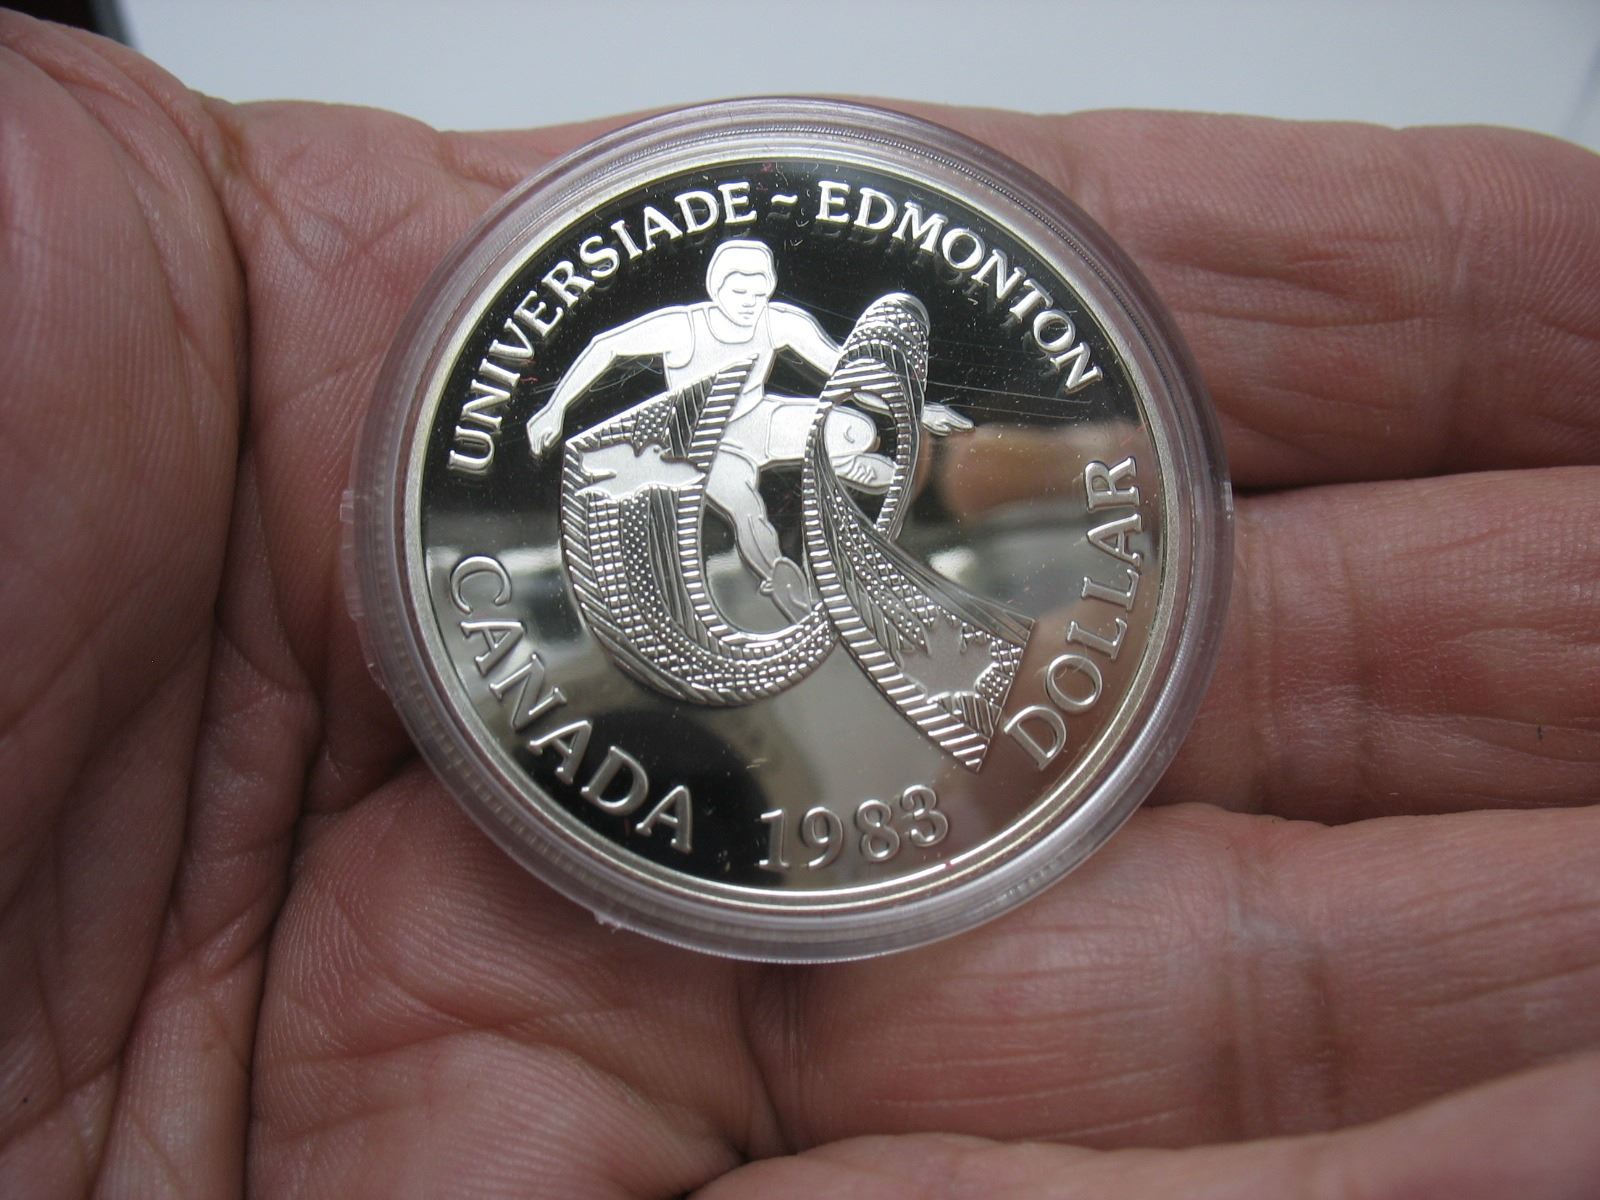 UNIVERSIADE ~ EDMONTON
CANADA 1983 DOLLAR